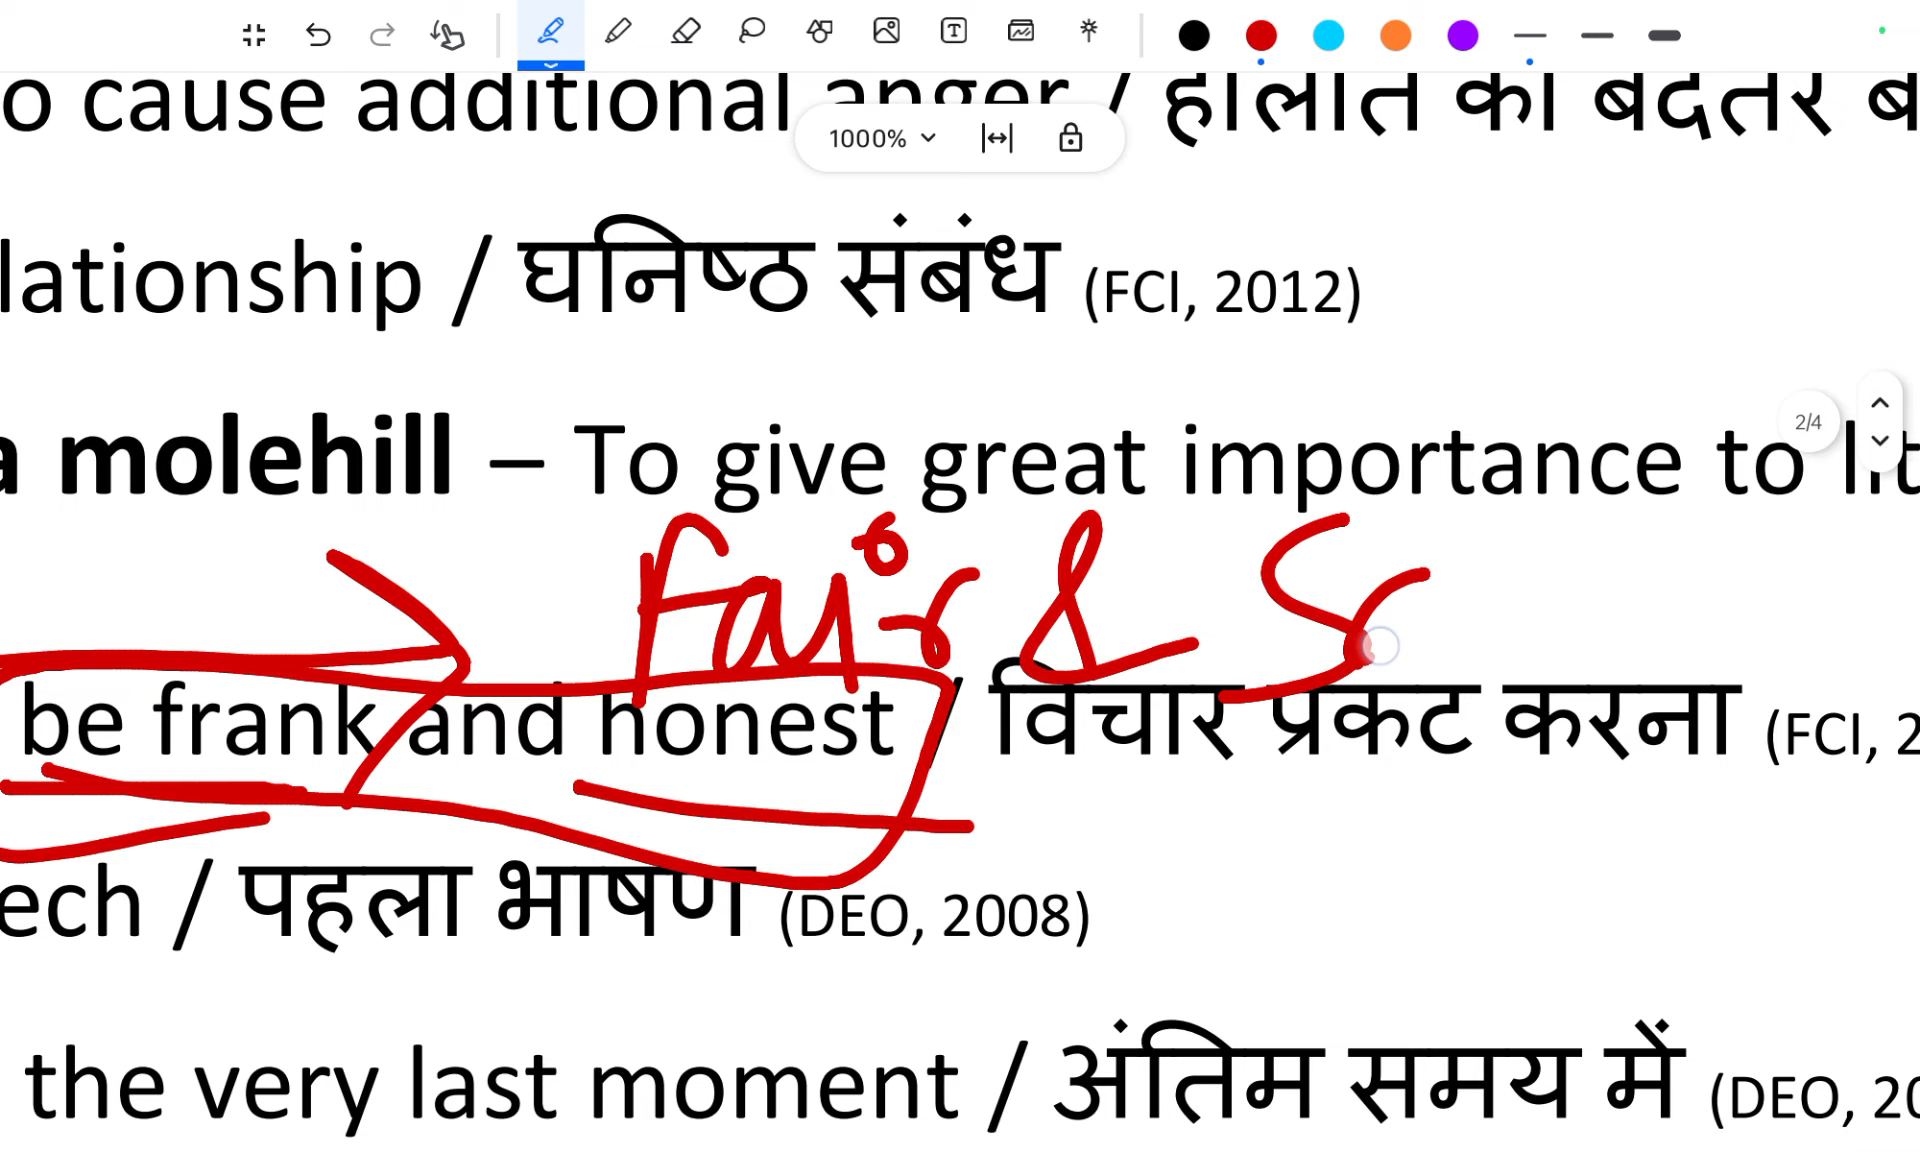 1000%
o cause additional anger / हालात को बदतर ब
lationship / घनिष्ठ संबंध (FCI, 2012)
2/4
a molehill – To give great importance to lit
Fair & S
be frank and honest / विचार प्रकट करना (FCI, 2
ech / पहला भाषण (DEO, 2008)
the very last moment / अंतिम समय में (DEO, 20